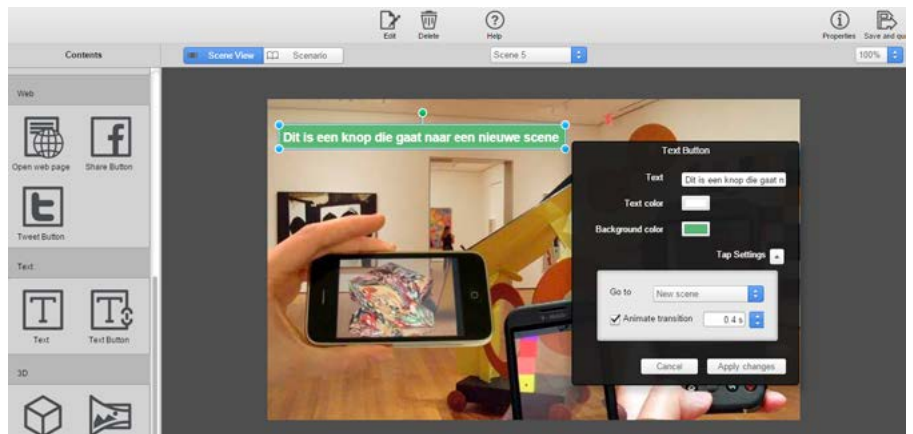 Edit Delete Help Properties Save and qu
Contents Scene View Scenario Scene 5 100%
Web
Open web page Share Button
Tweet Button
Text
Text Text Button
3D
Dit is een knop die gaat naar een nieuwe scene
Text Button
Text Dit is een knop die gaat n
Text color
Background color
Tap Settings
Go to New scene
Animate transition 0.4 s
Cancel Apply changes